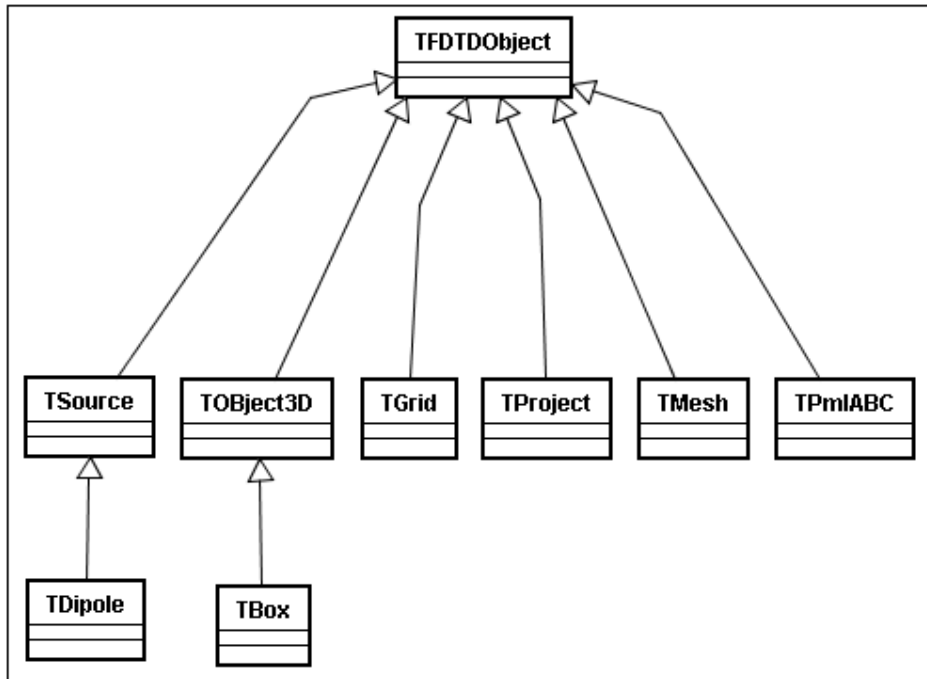 TFDTDObject
TSource
TOBject3D
TGrid
TProject
TMesh
TPmlABC
TDipole
TBox